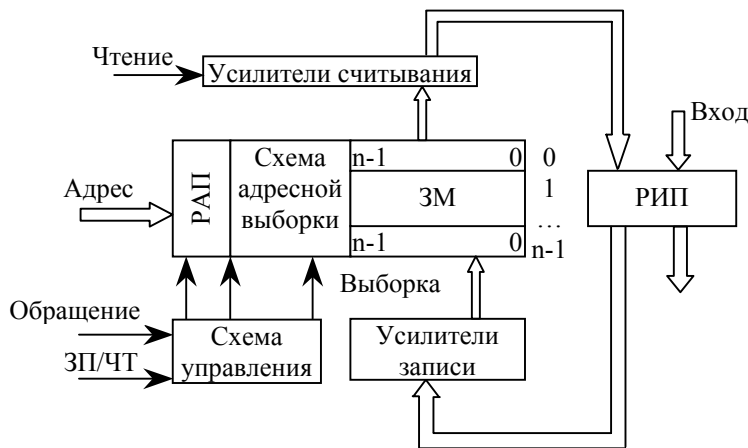 Чтение
Усилители считывания
Вход
Адрес
РАП
Схема
адресной
выборки
n-1 0 0
ЗМ 1
...
n-1 0 n-1
РИП
Выборка
Обращение
ЗП/ЧТ
Схема
управления
Усилители
записи